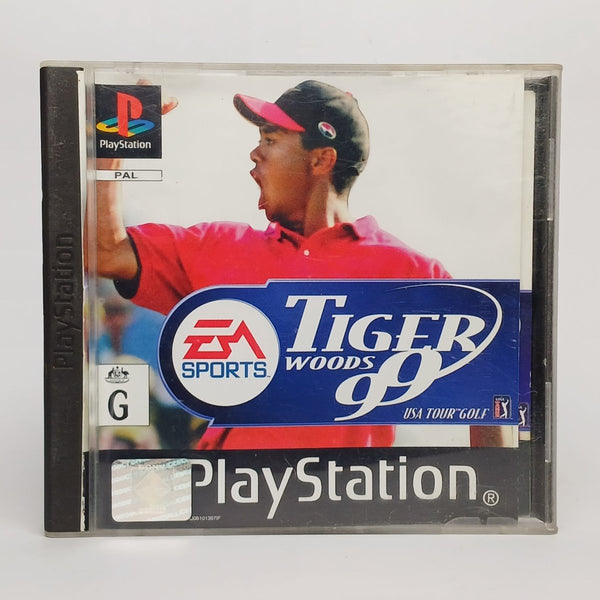 PlayStation
PlayStation
PAL
EA
SPORTS
TIGER
WOODS
99
USA TOUR GOLF
G
PlayStation®